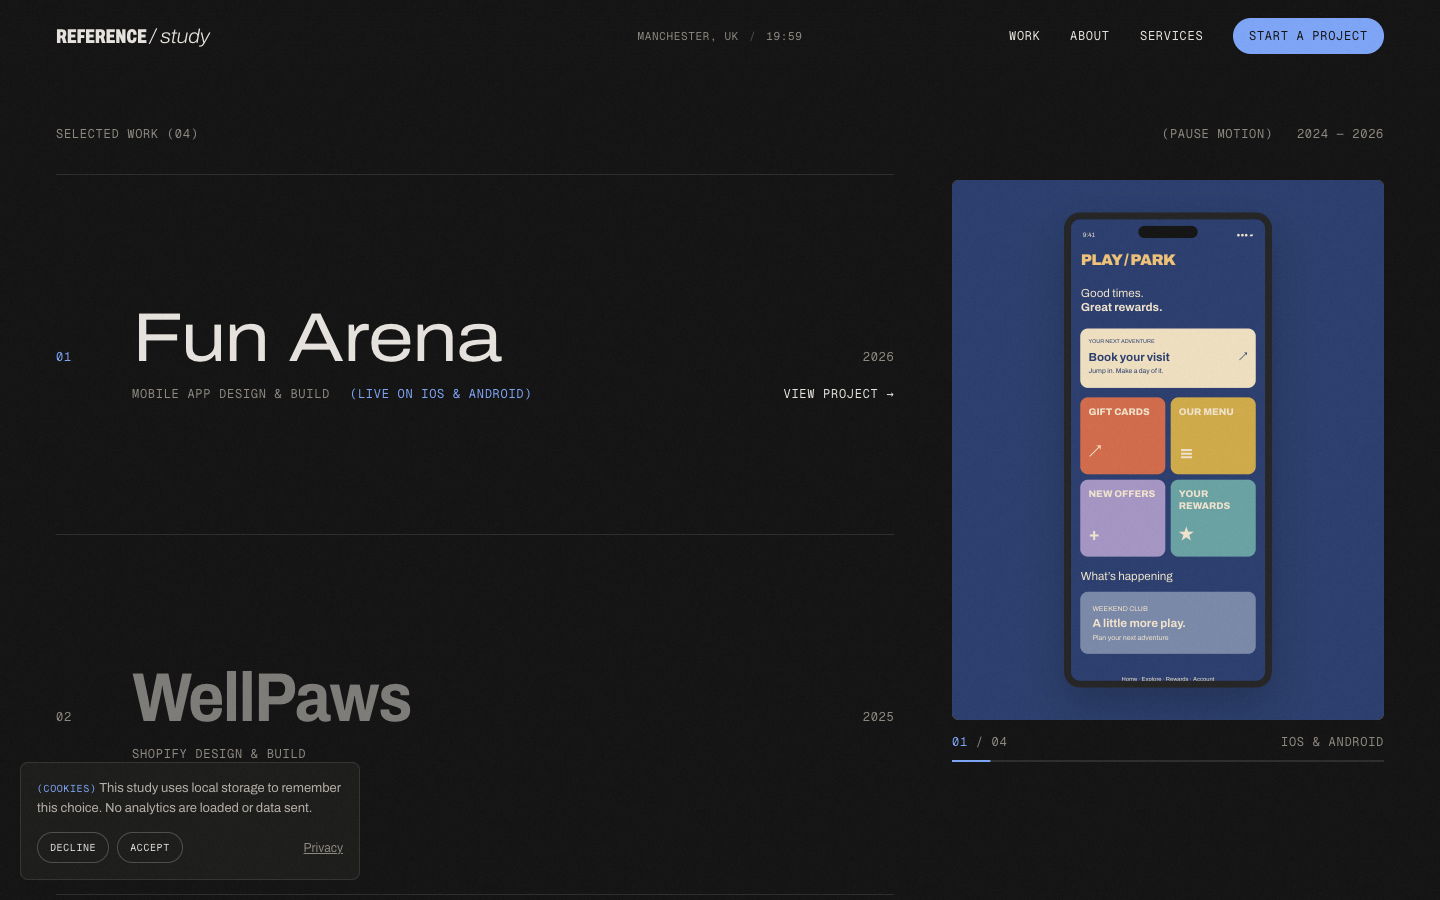 REFERENCE / study
MANCHESTER, UK / 19:59
WORK
ABOUT
SERVICES
START A PROJECT
SELECTED WORK (04)
(PAUSE MOTION)
2024 — 2026
01
Fun Arena
2026
MOBILE APP DESIGN & BUILD
(LIVE ON IOS & ANDROID)
VIEW PROJECT →
02
WellPaws
2025
SHOPIFY DESIGN & BUILD
9:41
PLAY/PARK
Good times.
Great rewards.
YOUR NEXT ADVENTURE
Book your visit
Jump in. Make a day of it.
GIFT CARDS
OUR MENU
NEW OFFERS
YOUR
REWARDS
What's happening
WEEKEND CLUB
A little more play.
Plan your next adventure
Home · Explore · Rewards · Account
01 / 04
IOS & ANDROID
(COOKIES) This study uses local storage to remember
this choice. No analytics are loaded or data sent.
DECLINE
ACCEPT
Privacy